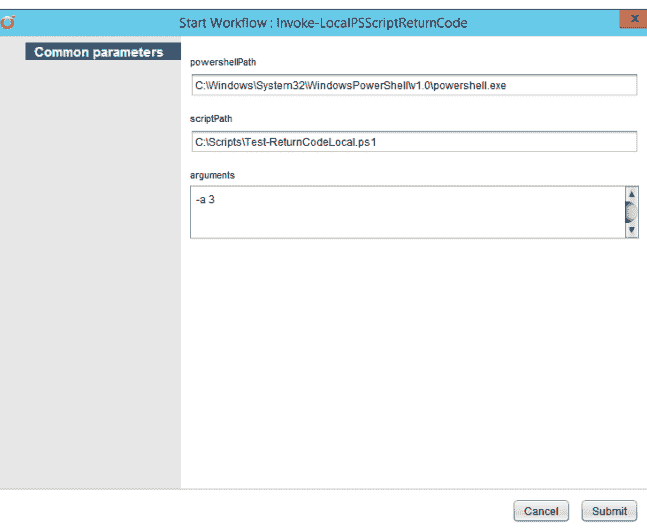 Start Workflow : Invoke-LocalPSScriptReturnCode
x
Common parameters
powershellPath
C:\Windows\System32\WindowsPowerShell\v1.0\powershell.exe
scriptPath
C:\Scripts\Test-ReturnCodeLocal.ps1
arguments
-a 3
Cancel
Submit